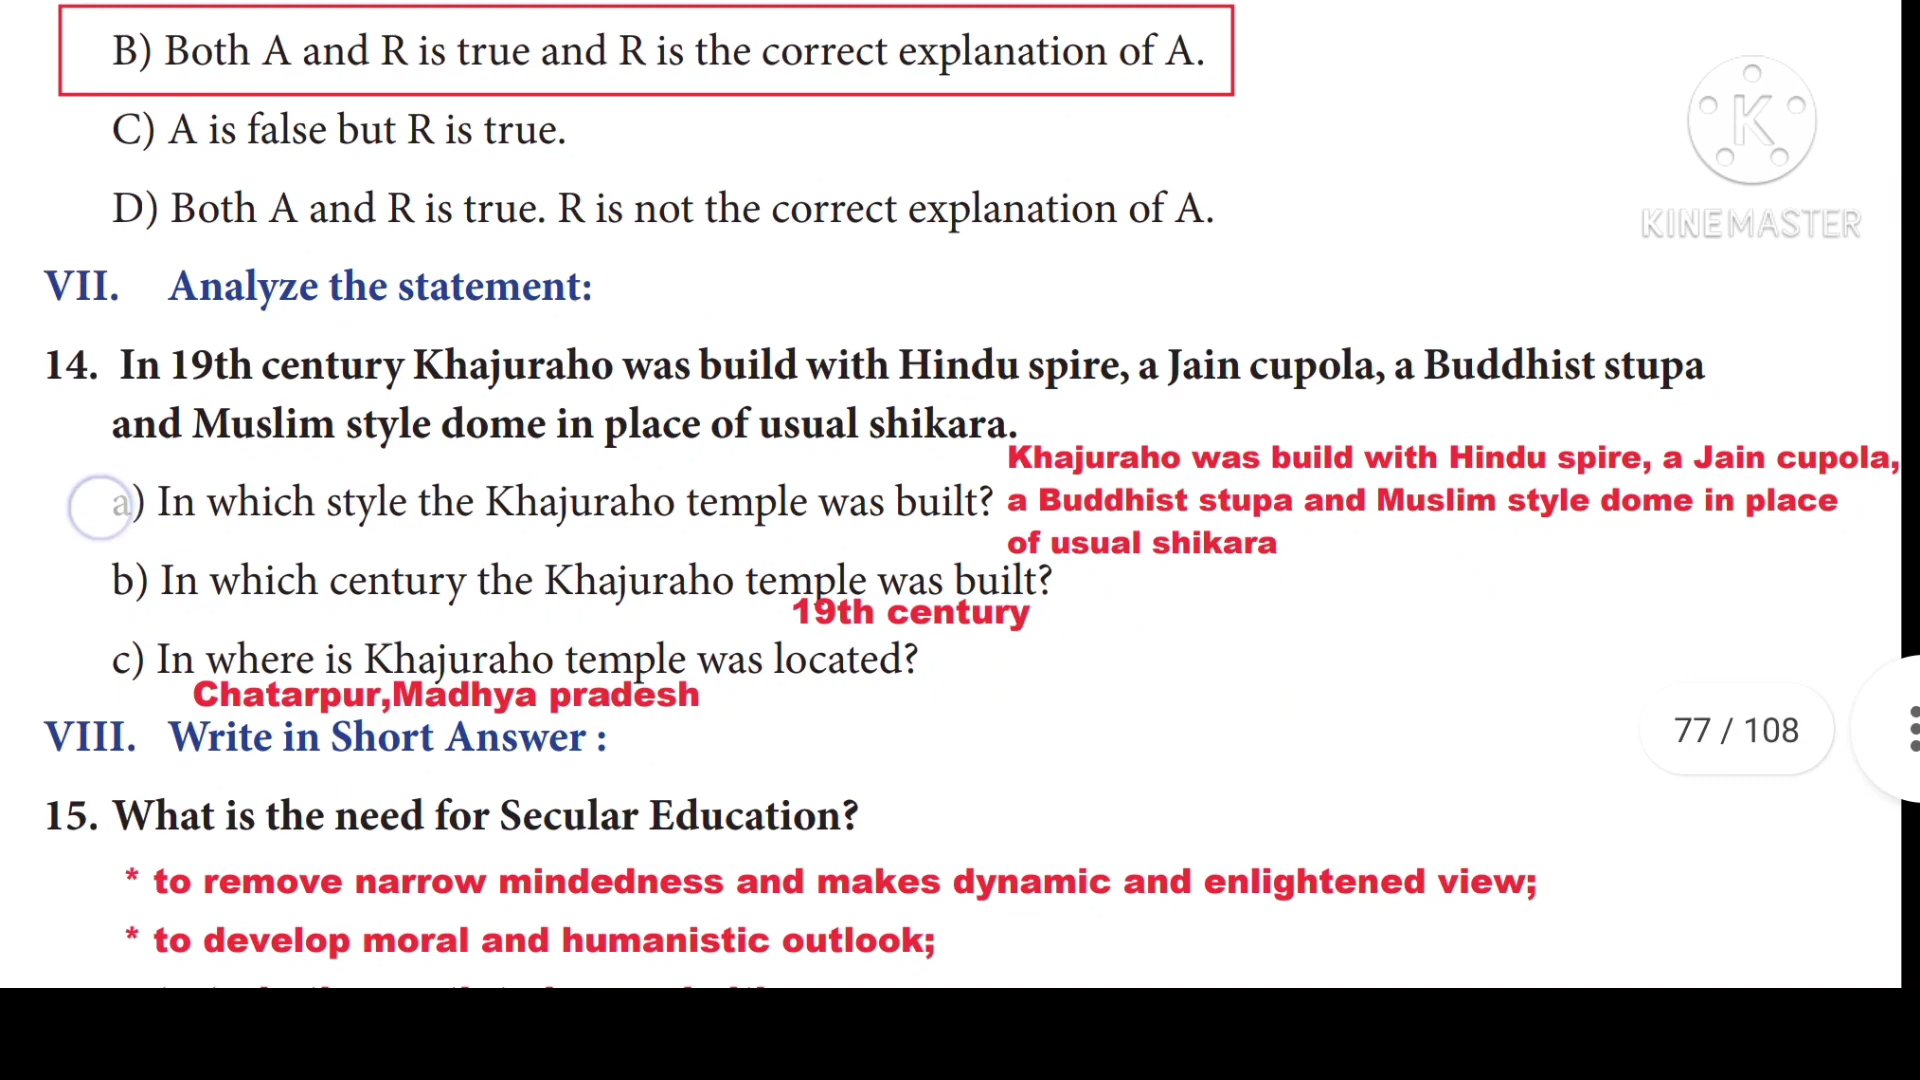 B) Both A and R is true and R is the correct explanation of A.
C) A is false but R is true.
D) Both A and R is true. R is not the correct explanation of A.
K
KINEMASTER
VII. Analyze the statement:
14. In 19th century Khajuraho was build with Hindu spire, a Jain cupola, a Buddhist stupa
and Muslim style dome in place of usual shikara.
Khajuraho was build with Hindu spire, a Jain cupola,
a) In which style the Khajuraho temple was built? a Buddhist stupa and Muslim style dome in place
of usual shikara
b) In which century the Khajuraho temple was built?
19th century
c) In where is Khajuraho temple was located?
Chatarpur,Madhya pradesh
77 / 108
VIII. Write in Short Answer :
15. What is the need for Secular Education?
* to remove narrow mindedness and makes dynamic and enlightened view;
* to develop moral and humanistic outlook;